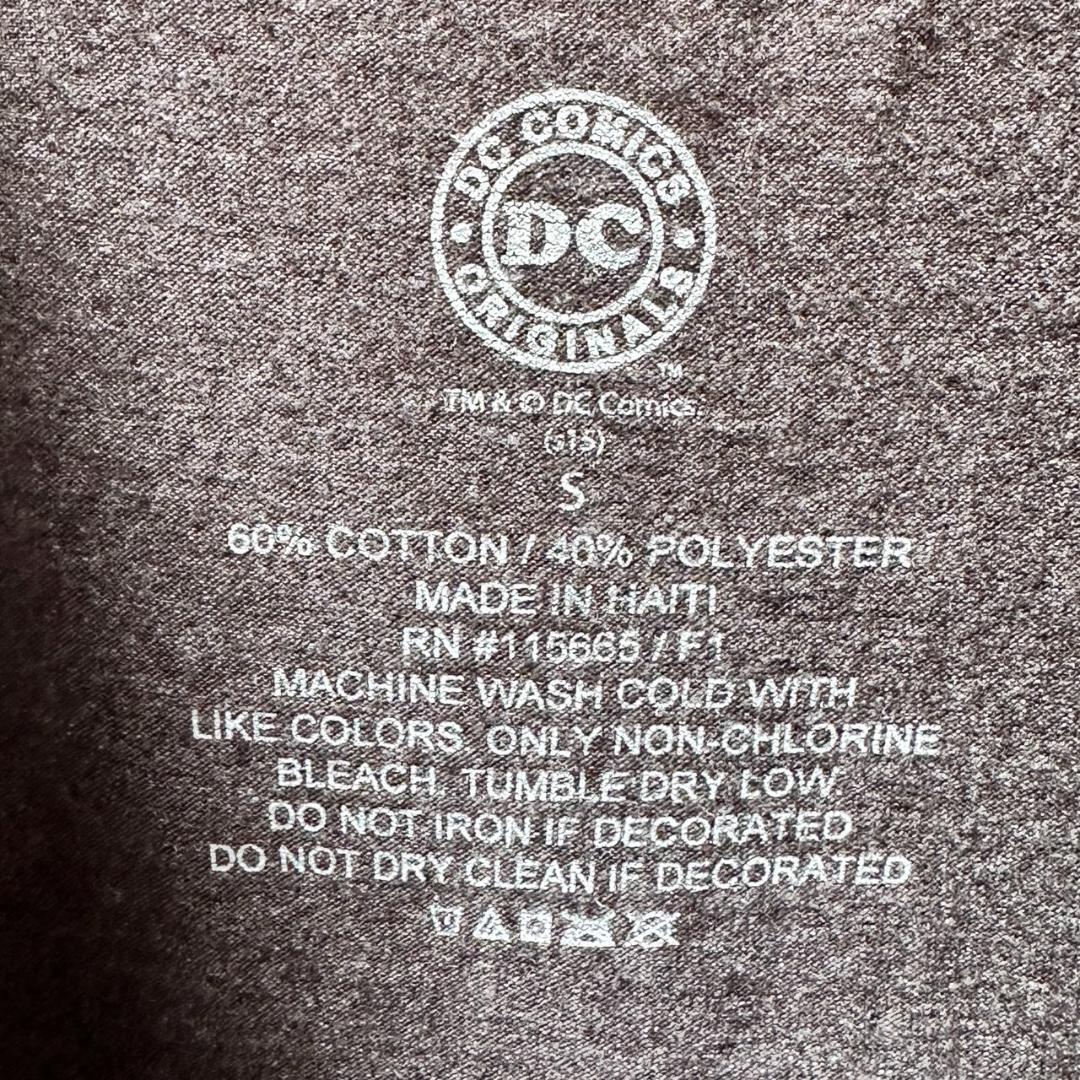 DC COMICS
DC
ORIGINALS
TM
TM & © DC Comics.
(s15)
S
60% COTTON / 40% POLYESTER
MADE IN HAITI
RN #115665 / F1
MACHINE WASH COLD WITH
LIKE COLORS. ONLY NON-CHLORINE
BLEACH. TUMBLE DRY LOW.
DO NOT IRON IF DECORATED
DO NOT DRY CLEAN IF DECORATED